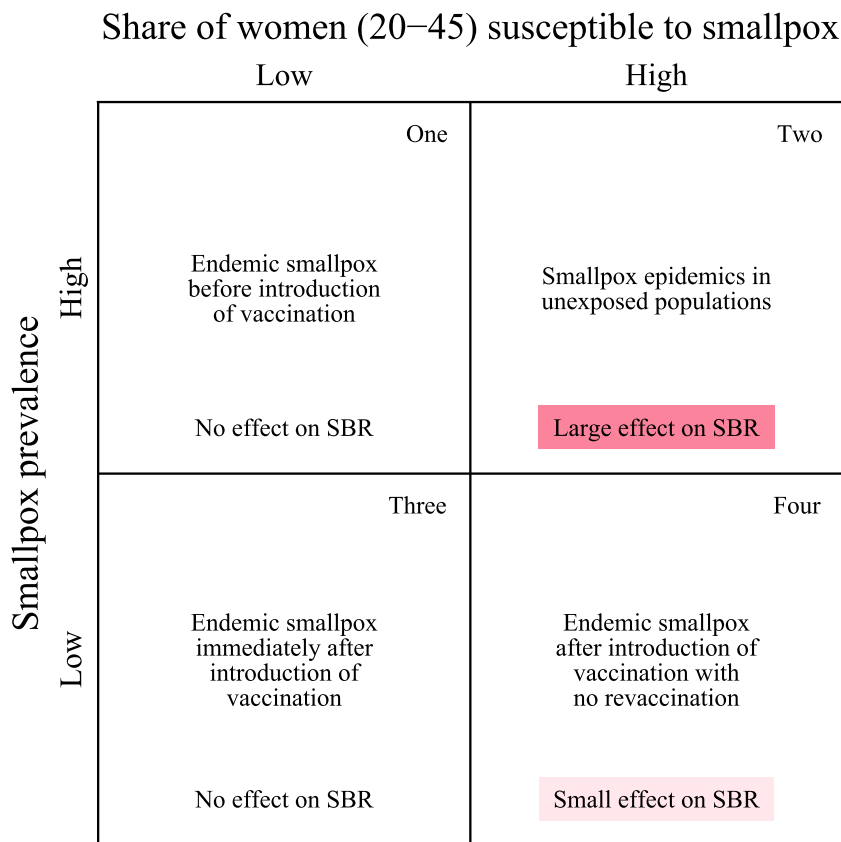 Share of women (20−45) susceptible to smallpox
Low
High
Smallpox prevalence
High
One
Endemic smallpox
before introduction
of vaccination
No effect on SBR
Two
Smallpox epidemics in
unexposed populations
Large effect on SBR
Low
Three
Endemic smallpox
immediately after
introduction of
vaccination
No effect on SBR
Four
Endemic smallpox
after introduction of
vaccination with
no revaccination
Small effect on SBR